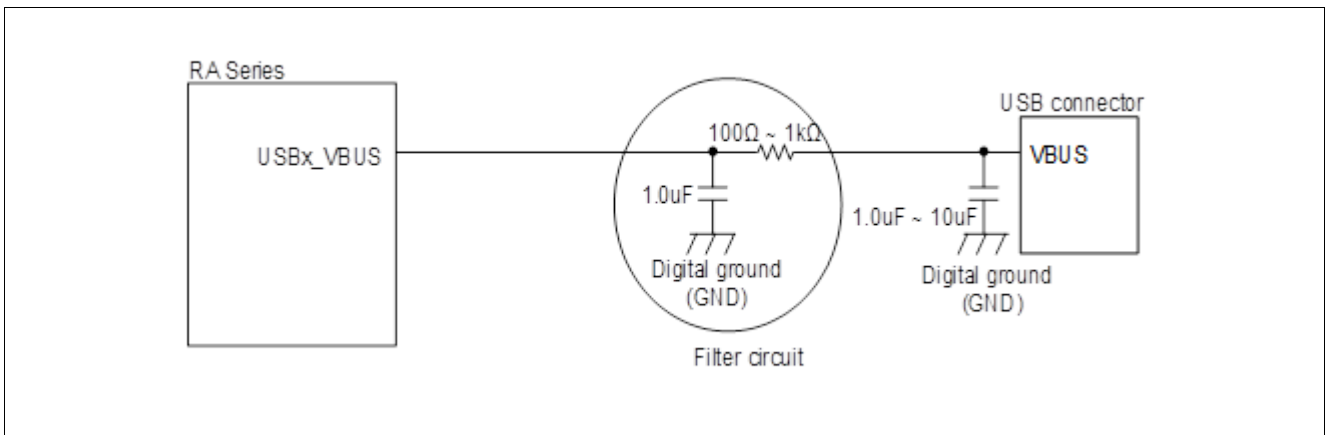 RA Series
USBx_VBUS
100Ω ~ 1kΩ
1.0uF
Digital ground
(GND)
Filter circuit
USB connector
VBUS
1.0uF ~ 10uF
Digital ground
(GND)